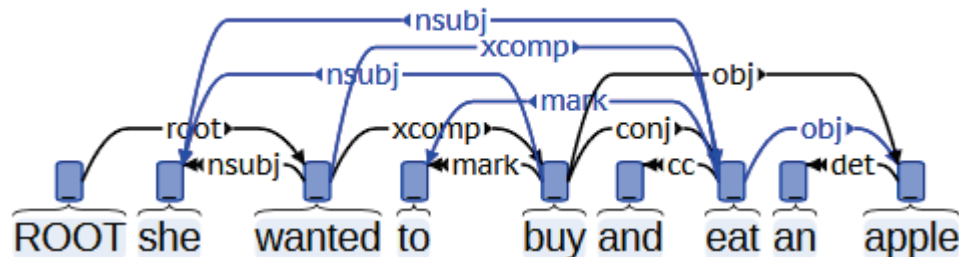 nsubj
xcomp
nsubj obj
mark
root xcomp conj obj
nsubj mark cc det
ROOT she wanted to buy and eat an apple